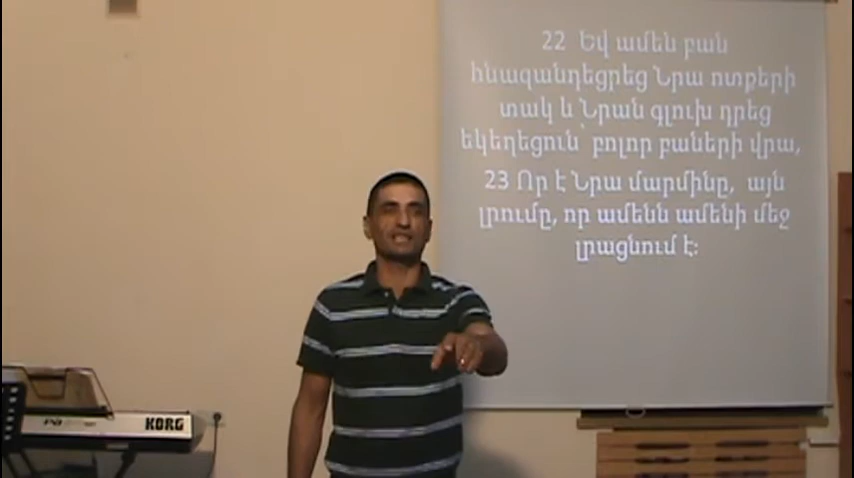 22 Եվ ամեն բան
հնազանդեցրեց Նրա ոտքերի
տակ և Նրան գլուխ դրեց
եկեղեցուն՝ բոլոր բաների վրա,
23 Որ է Նրա մարմինը, այն
լրումը, որ ամենն ամենի մեջ
լրացնում է:
KORG